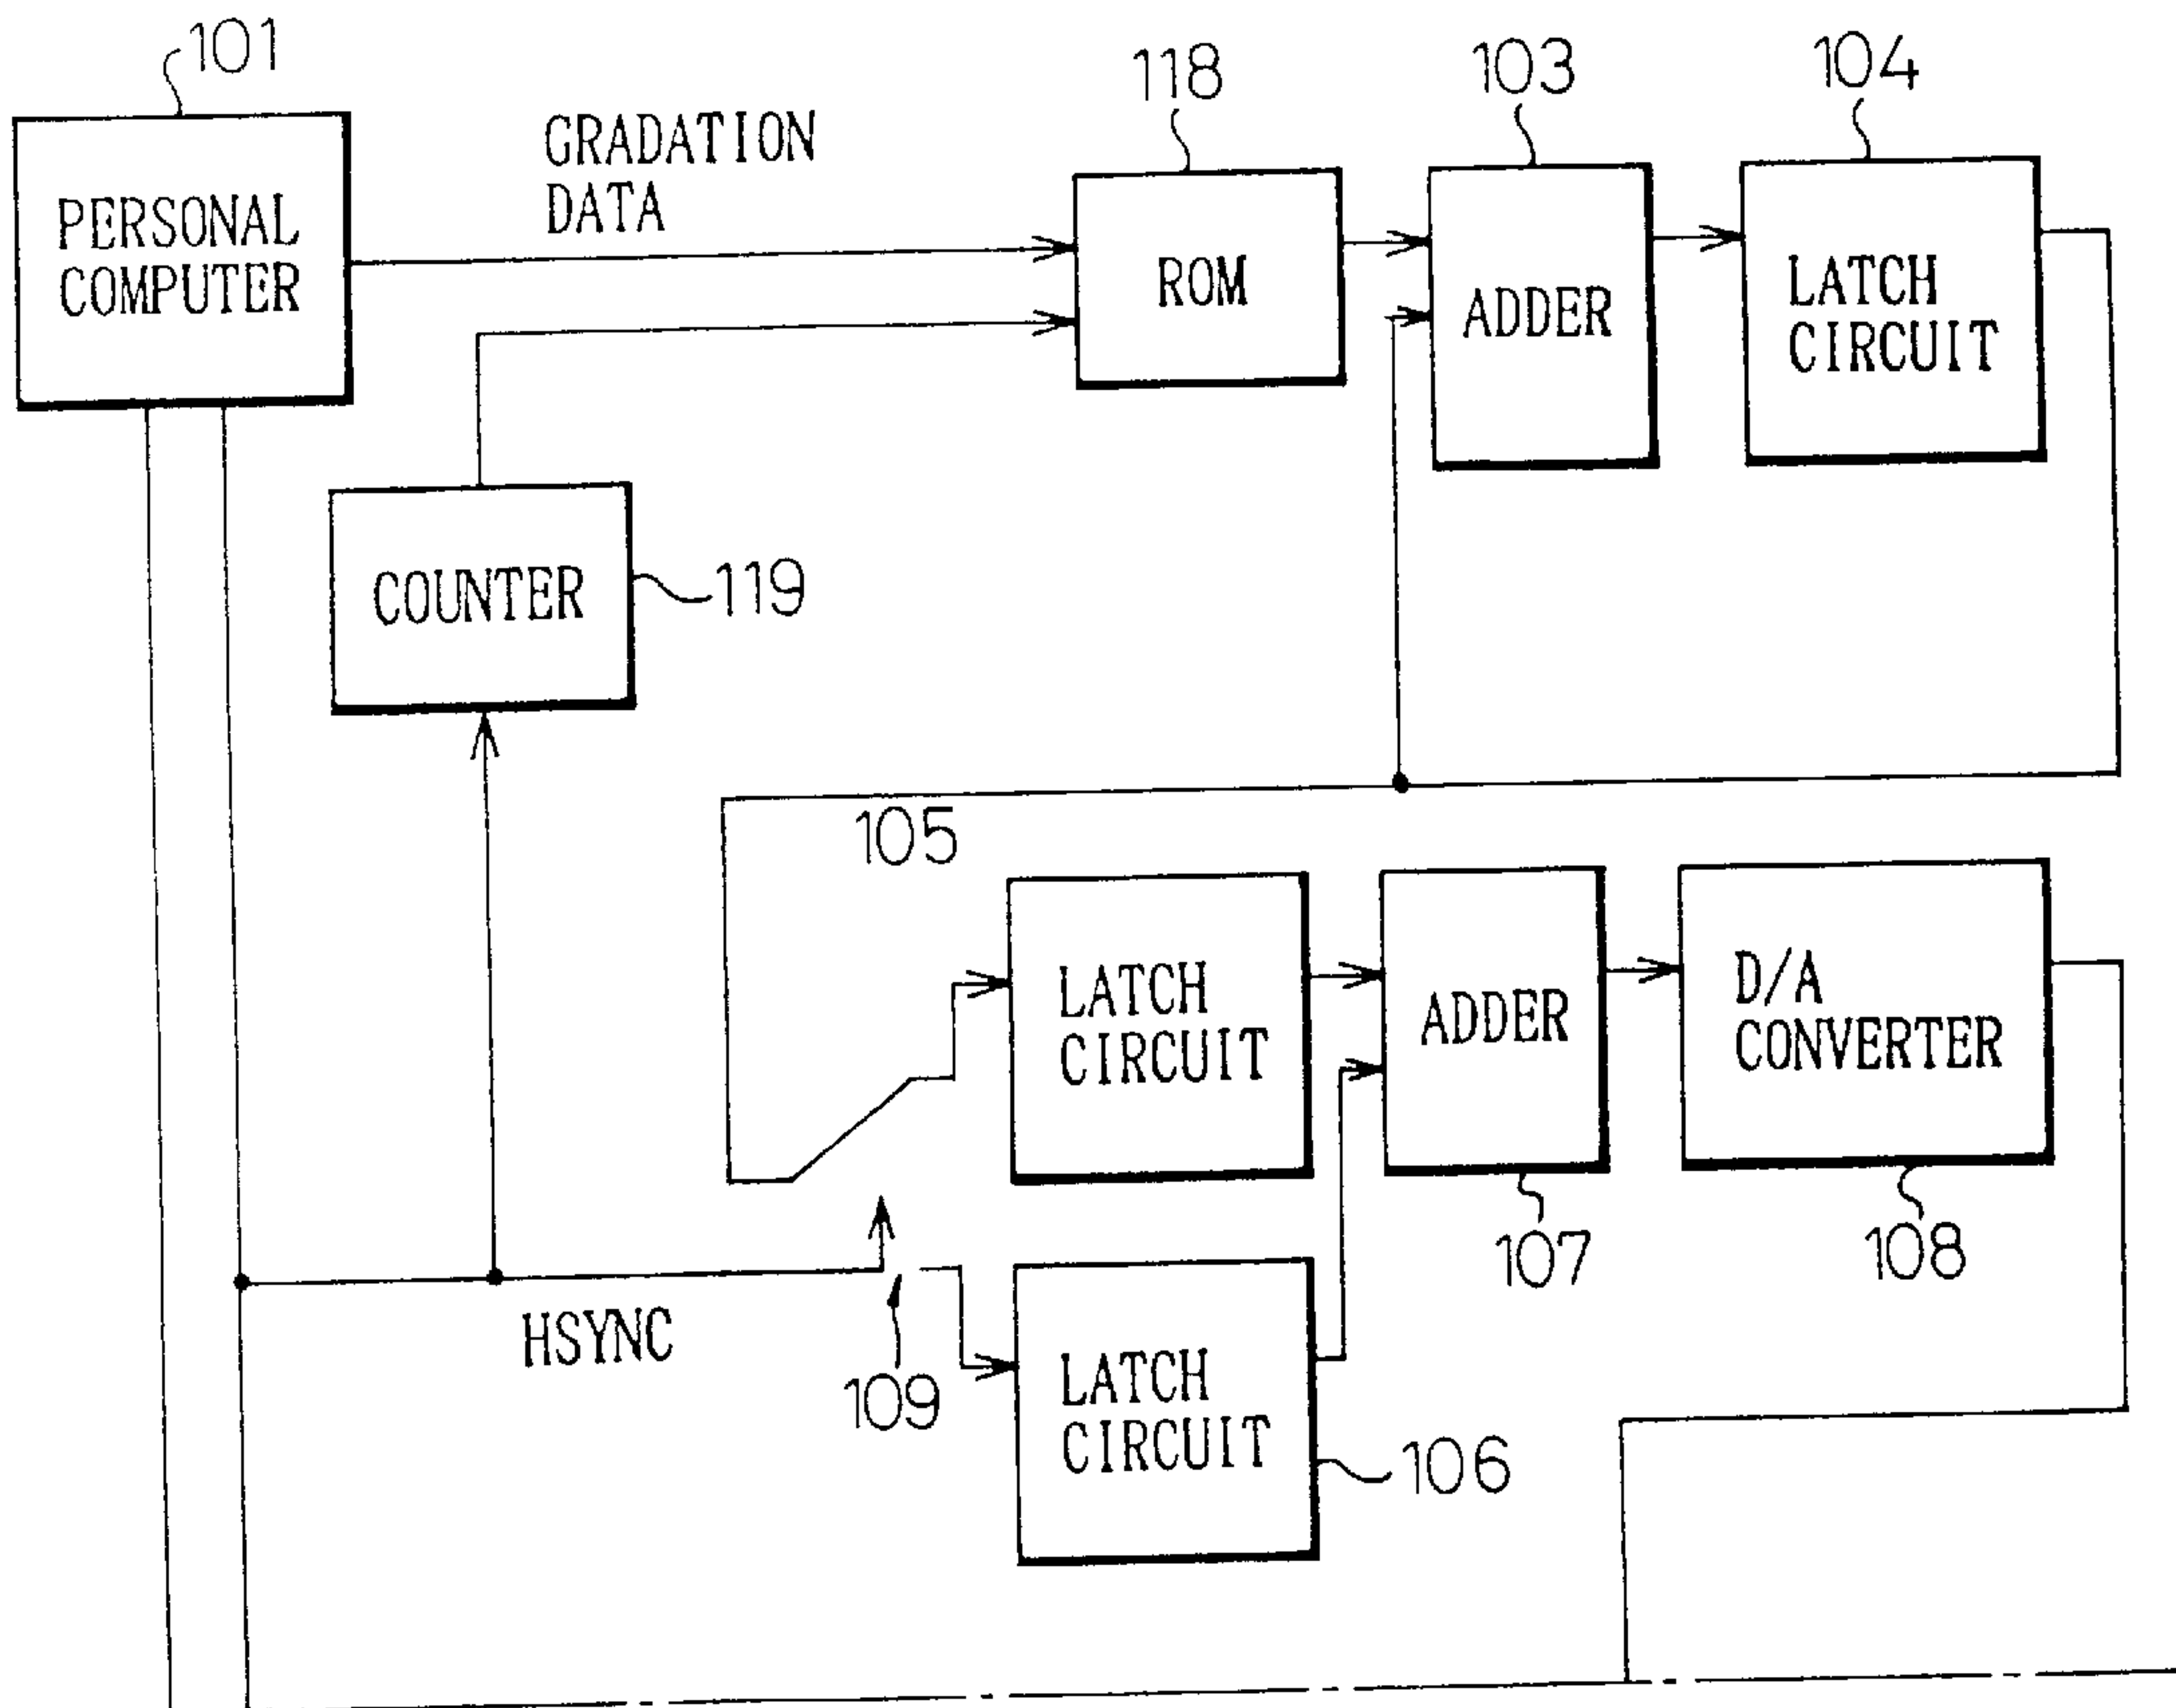 101
118
103
104
GRADATION
DATA
PERSONAL
COMPUTER
ROM
ADDER
LATCH
CIRCUIT
COUNTER
119
105
LATCH
CIRCUIT
ADDER
D/A
CONVERTER
107
108
HSYNC
109
LATCH
CIRCUIT
106